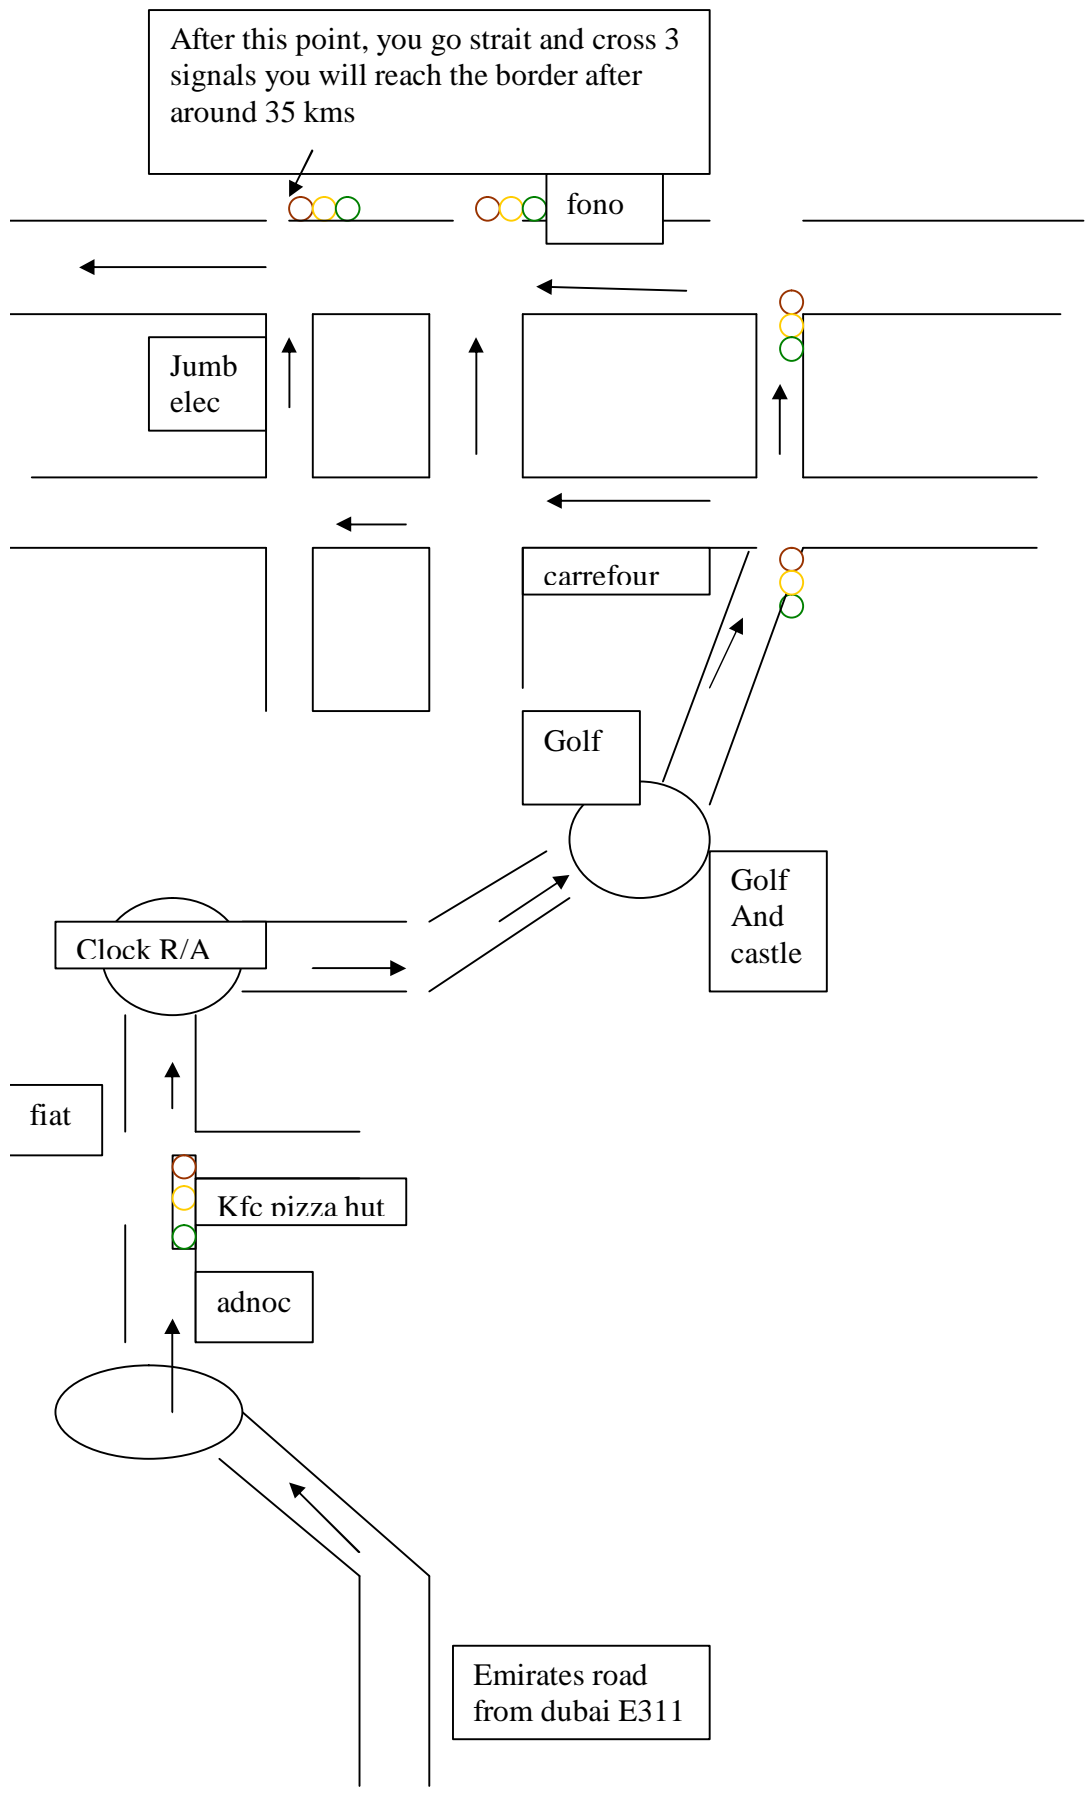 After this point, you go strait and cross 3
signals you will reach the border after
around 35 kms
fono
Jumb
elec
carrefour
Golf
Golf
And
castle
Clock R/A
fiat
Kfc pizza hut
adnoc
Emirates road
from dubai E311